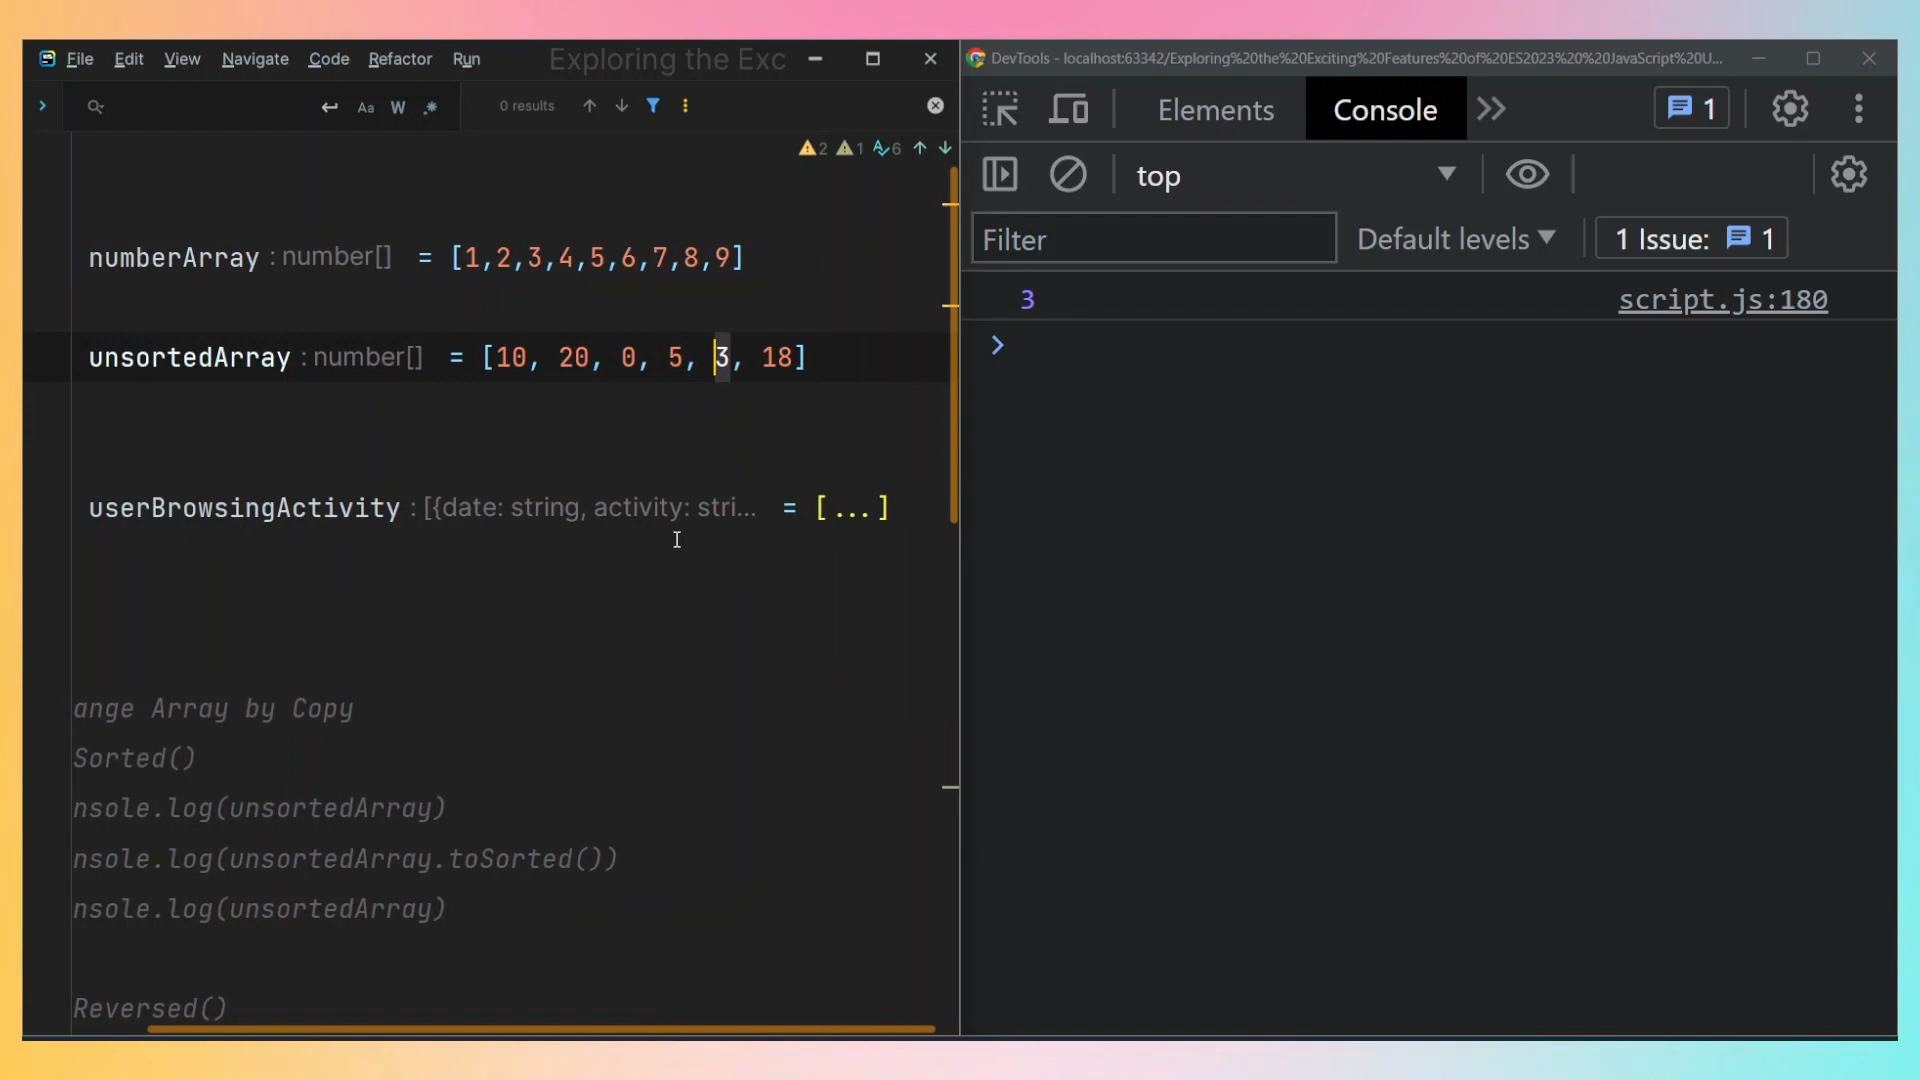 File Edit View Navigate Code Refactor Run Exploring the Exc
Aa W .* 0 results
2 1 6
numberArray : number[] = [1,2,3,4,5,6,7,8,9]
unsortedArray : number[] = [10, 20, 0, 5, 3, 18]
userBrowsingActivity : [{date: string, activity: stri... = [...]
ange Array by Copy
Sorted()
nsole.log(unsortedArray)
nsole.log(unsortedArray.toSorted())
nsole.log(unsortedArray)
Reversed()
DevTools - localhost:63342/Exploring%20the%20Exciting%20Features%20of%20ES2023%20%20JavaScript%20U...
Elements Console 1
top
Filter Default levels 1 Issue: 1
3 script.js:180